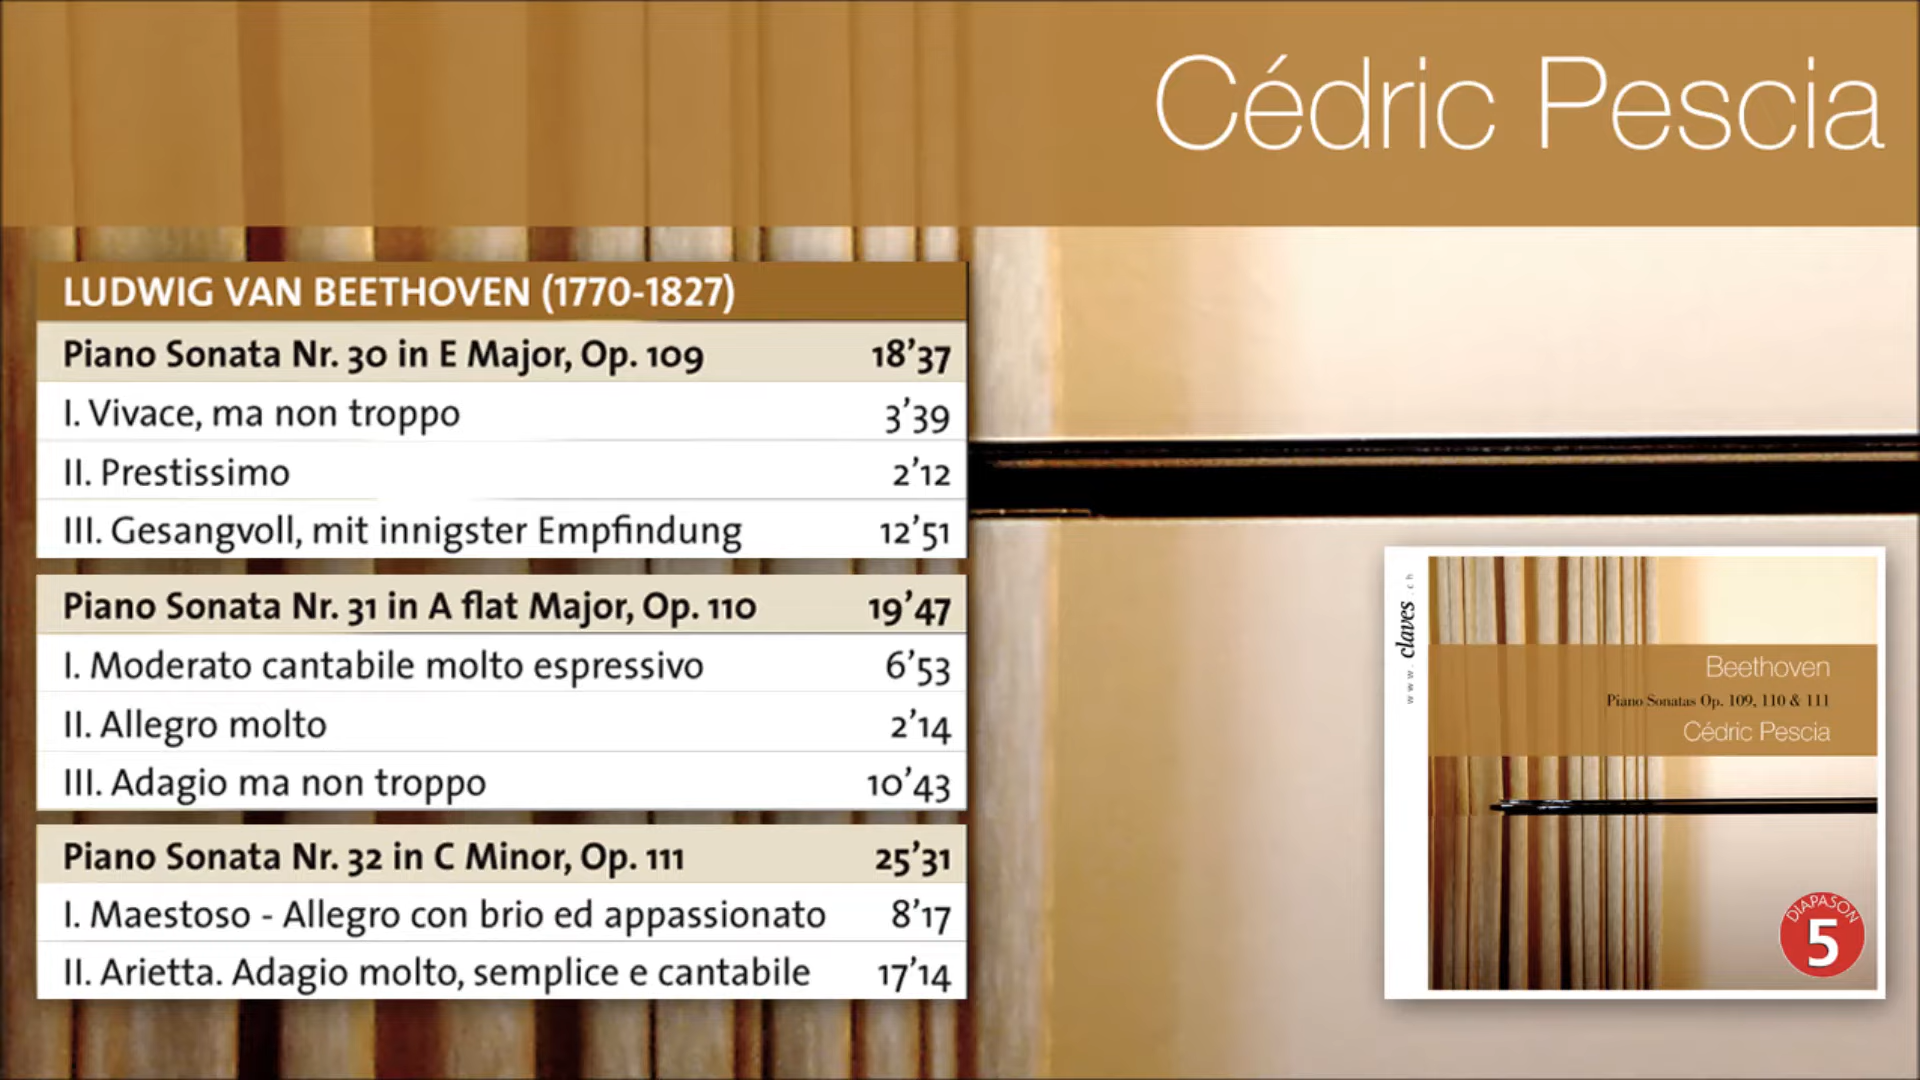 Cédric Pescia
LUDWIG VAN BEETHOVEN (1770-1827)
Piano Sonata Nr. 30 in E Major, Op. 109 18’37
I. Vivace, ma non troppo 3’39
II. Prestissimo 2’12
III. Gesangvoll, mit innigster Empfindung 12’51
Piano Sonata Nr. 31 in A flat Major, Op. 110 19’47
I. Moderato cantabile molto espressivo 6’53
II. Allegro molto 2’14
III. Adagio ma non troppo 10’43
Piano Sonata Nr. 32 in C Minor, Op. 111 25’31
I. Maestoso - Allegro con brio ed appassionato 8’17
II. Arietta. Adagio molto, semplice e cantabile 17’14
www.claves.ch
Beethoven
Piano Sonatas Op. 109, 110 & 111
Cédric Pescia
DIAPASON
5